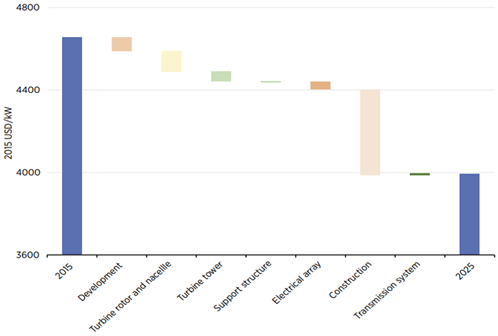 4800
4400
4000
3600
2015 USD/kW
2015
Development
Turbine rotor and nacellle
Turbine tower
Support structure
Electrical array
Construction
Transmission system
2025